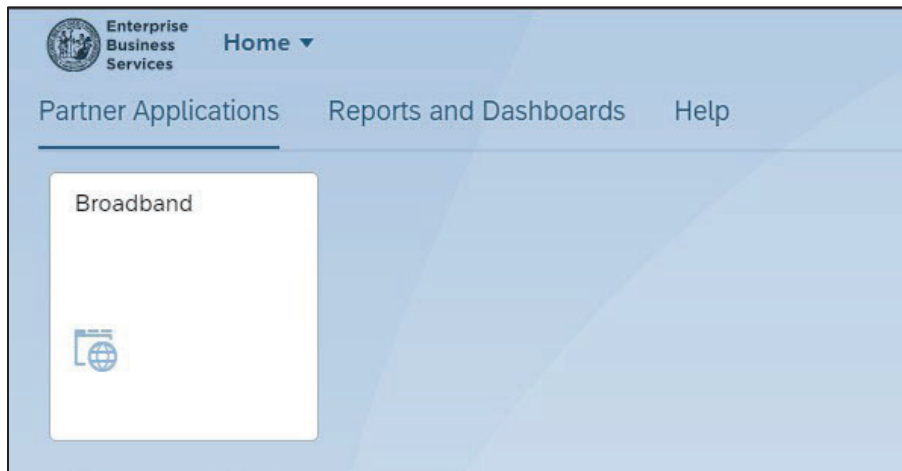 Enterprise
Business
Services
Home
Partner Applications
Reports and Dashboards
Help
Broadband